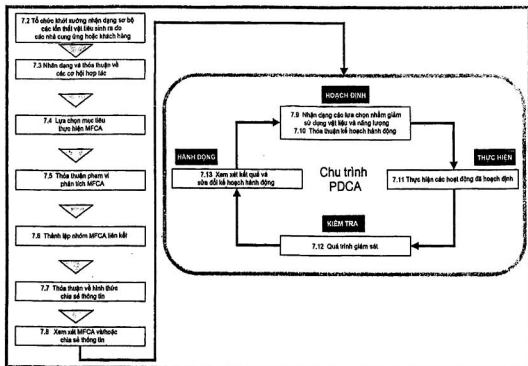 7.2 Tổ chức khởi xướng nhận dạng sơ bộ
các tổn thất vật liệu sinh ra do
các nhà cung ứng hoặc khách hàng
7.3 Nhân dạng và thỏa thuận về
các cơ hội hợp tác
7.4 Lựa chọn mục tiêu
thực hiện MFCA
7.5 Thỏa thuận phạm vi
phân tích MFCA
7.6 Thành lập nhóm MFCA liên kết
7.7 Thỏa thuận về hình thức
chia sẻ thông tin
7.8 Xem xét MFCA và/hoặc
chia sẻ thông tin
HOẠCH ĐỊNH
7.9 Nhận dạng các lựa chọn nhằm giảm
sử dụng vật liệu và năng lượng
7.10 Thỏa thuận kế hoạch hành động
HÀNH ĐỘNG
7.13 Xem xét kết quả và
sửa đổi kế hoạch hành động
Chu trình
PDCA
THỰC HIỆN
7.11 Thực hiện các hoạt động đã hoạch định
KIỂM TRA
7.12 Quá trình giám sát